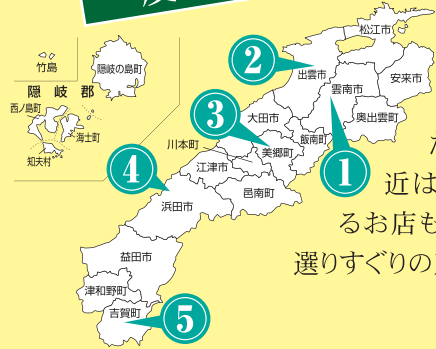 松江市
竹島
隠岐の島町
2
出雲市
安来市
隠岐郡
雲南市
西ノ島町
大田市
奥出雲町
3
海士町
川本町
飯南町
知夫村
美郷町
4
江津市
1
浜田市
邑南町
近は
るお店も
選りすぐりの
益田市
津和野町
吉賀町
5